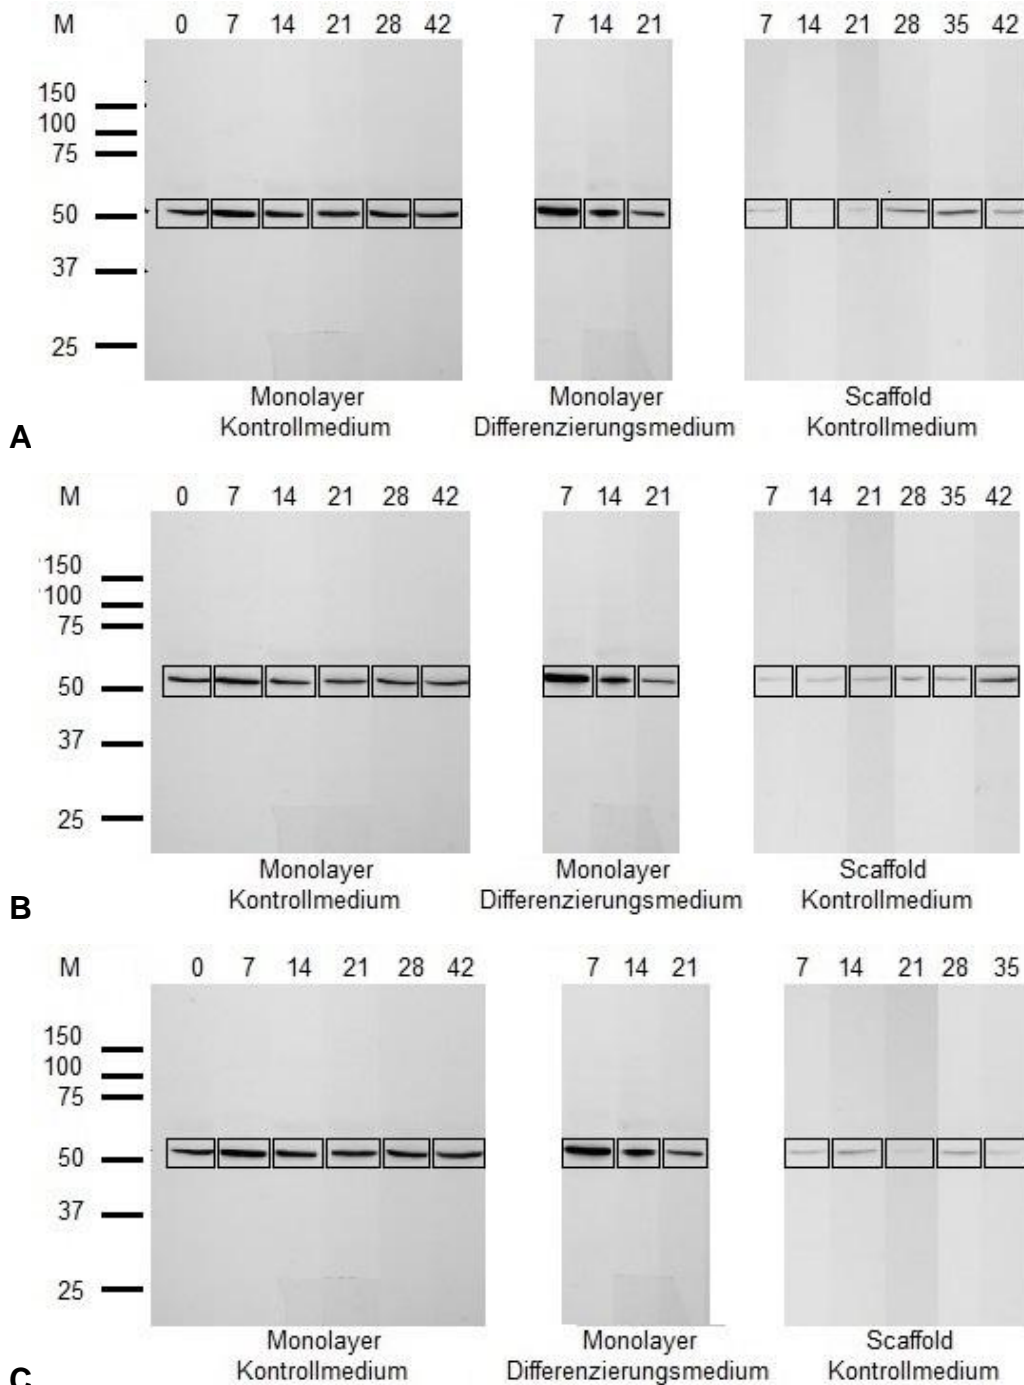 M 0 7 14 21 28 42 7 14 21 7 14 21 28 35 42
150
100
75
50
37
25
Monolayer Monolayer Scaffold
Kontrollmedium Differenzierungsmedium Kontrollmedium
A
M 0 7 14 21 28 42 7 14 21 7 14 21 28 35 42
150
100
75
50
37
25
Monolayer Monolayer Scaffold
Kontrollmedium Differenzierungsmedium Kontrollmedium
B
M 0 7 14 21 28 42 7 14 21 7 14 21 28 35
150
100
75
50
37
25
Monolayer Monolayer Scaffold
Kontrollmedium Differenzierungsmedium Kontrollmedium
C